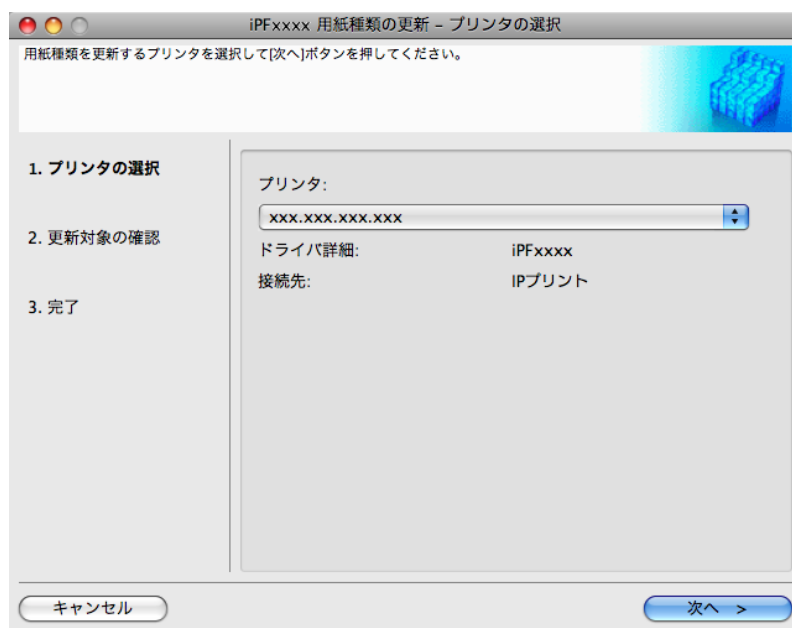 iPFxxxx 用紙種類の更新 – プリンタの選択
用紙種類を更新するプリンタを選択して[次へ]ボタンを押してください。
1. プリンタの選択
2. 更新対象の確認
3. 完了
プリンタ:
xxx.xxx.xxx.xxx
ドライバ詳細: iPFxxxx
接続先: IPプリント
キャンセル 次へ >